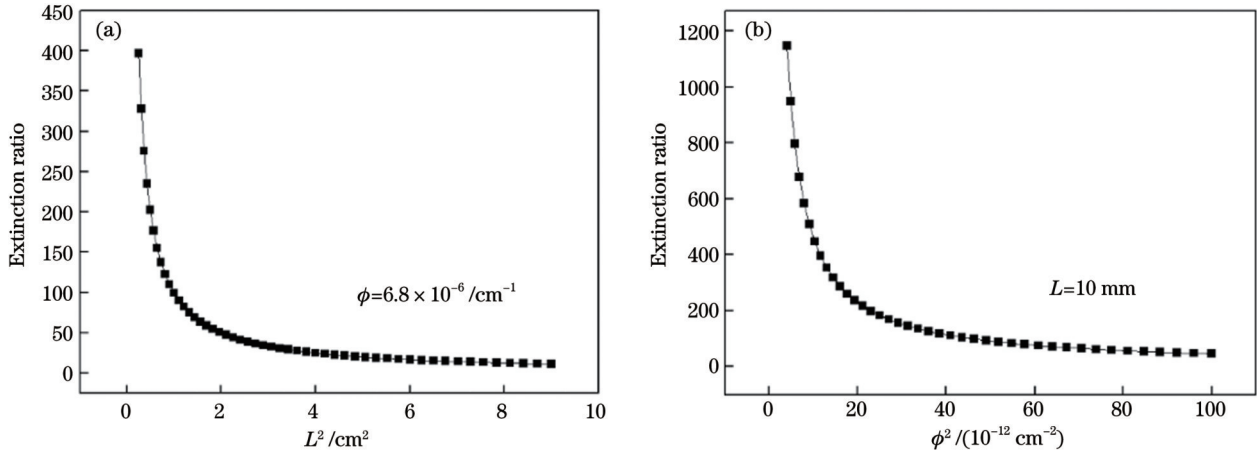 (a)
450
400
350
300
250
200
150
100
50
0
Extinction ratio
ϕ=6.8 × 10⁻⁶ /cm⁻¹
0 2 4 6 8 10
L² /cm²
(b)
1200
1000
800
600
400
200
0
Extinction ratio
L=10 mm
0 20 40 60 80 100
ϕ² /(10⁻¹² cm⁻²)